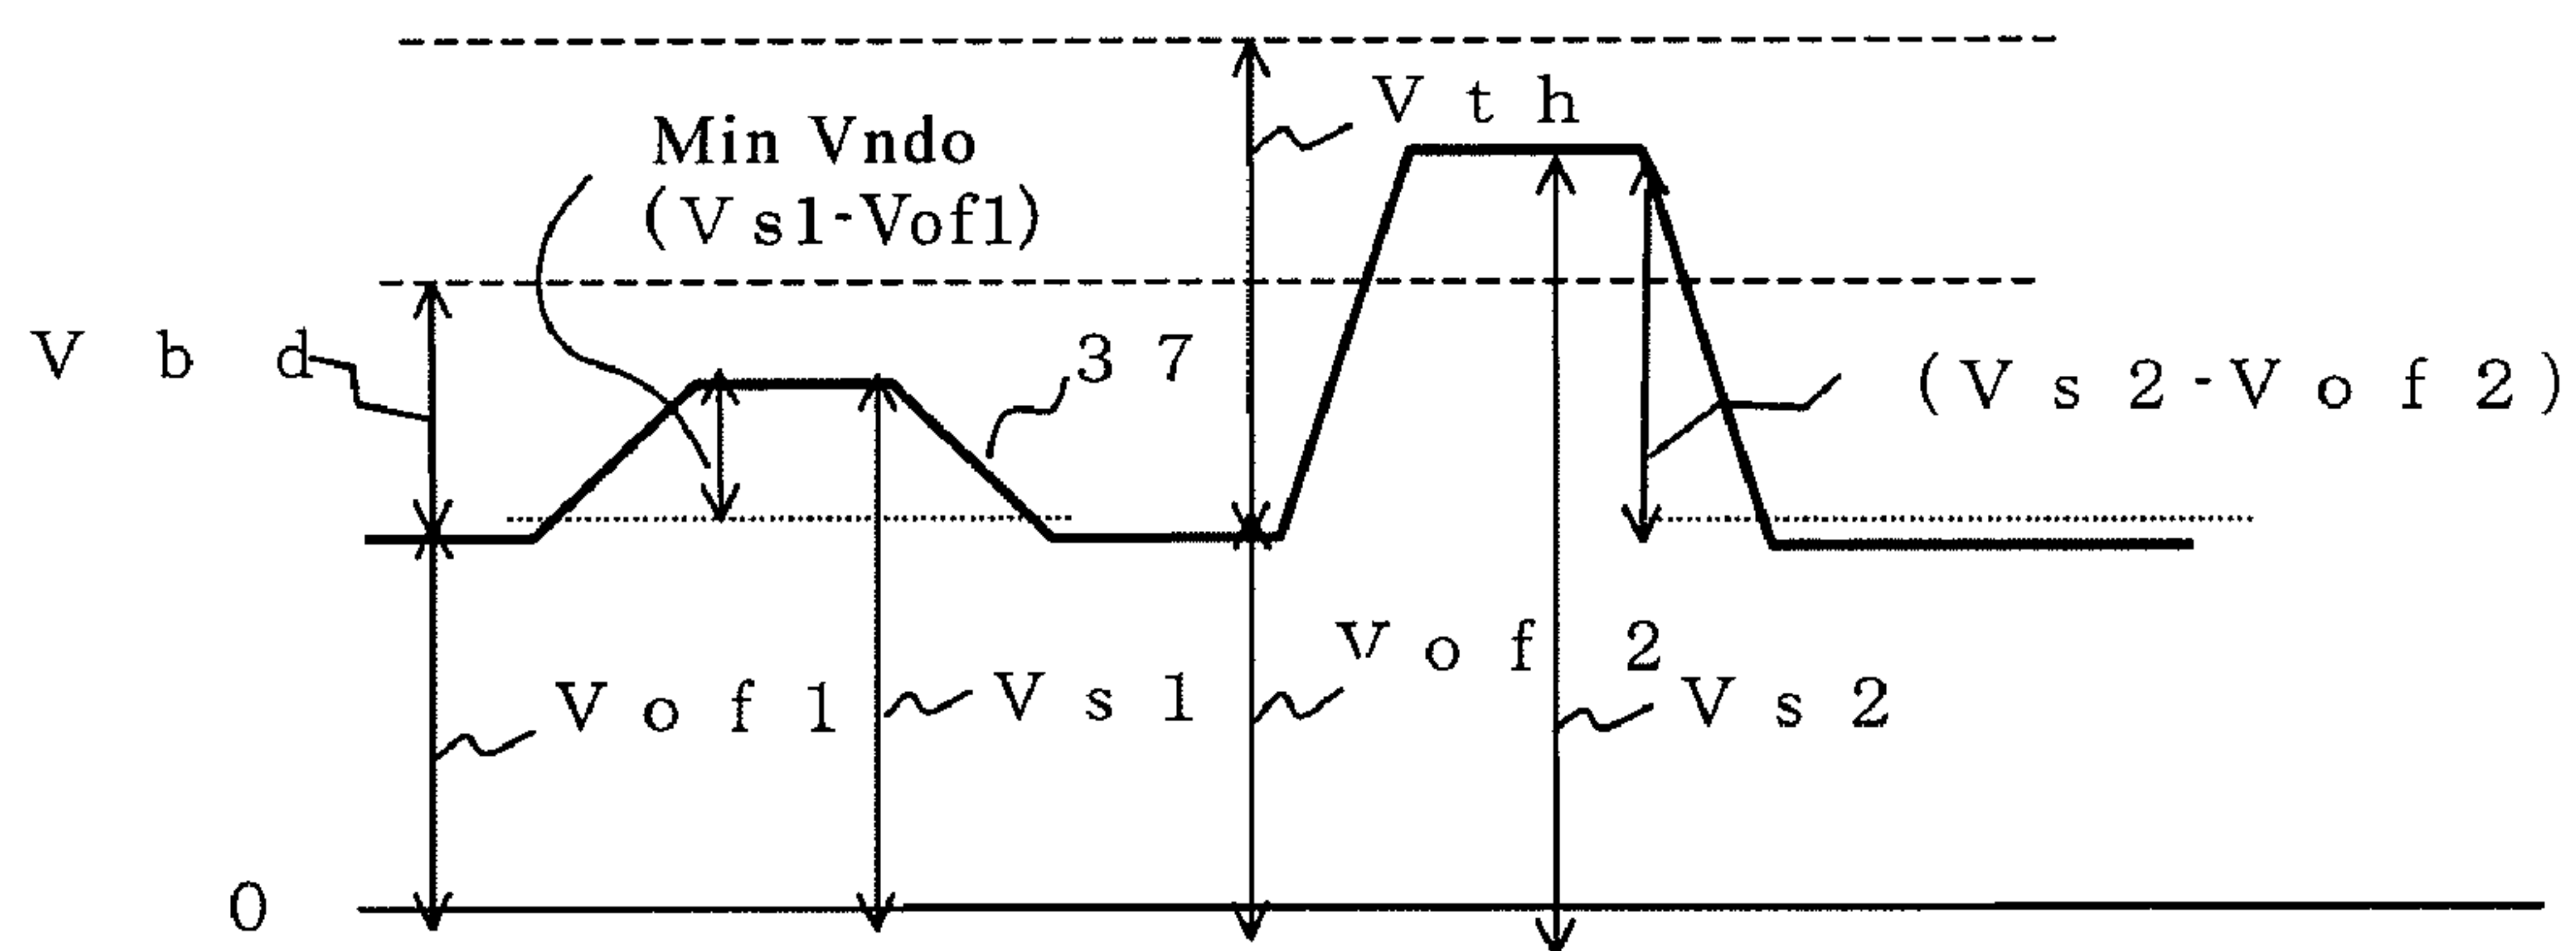 V t h
Min Vndo
(V s1-Vof1)
V b d
3 7
(V s 2 - V o f 2)
V o f 1
V s 1
V o f 2
V s 2
0